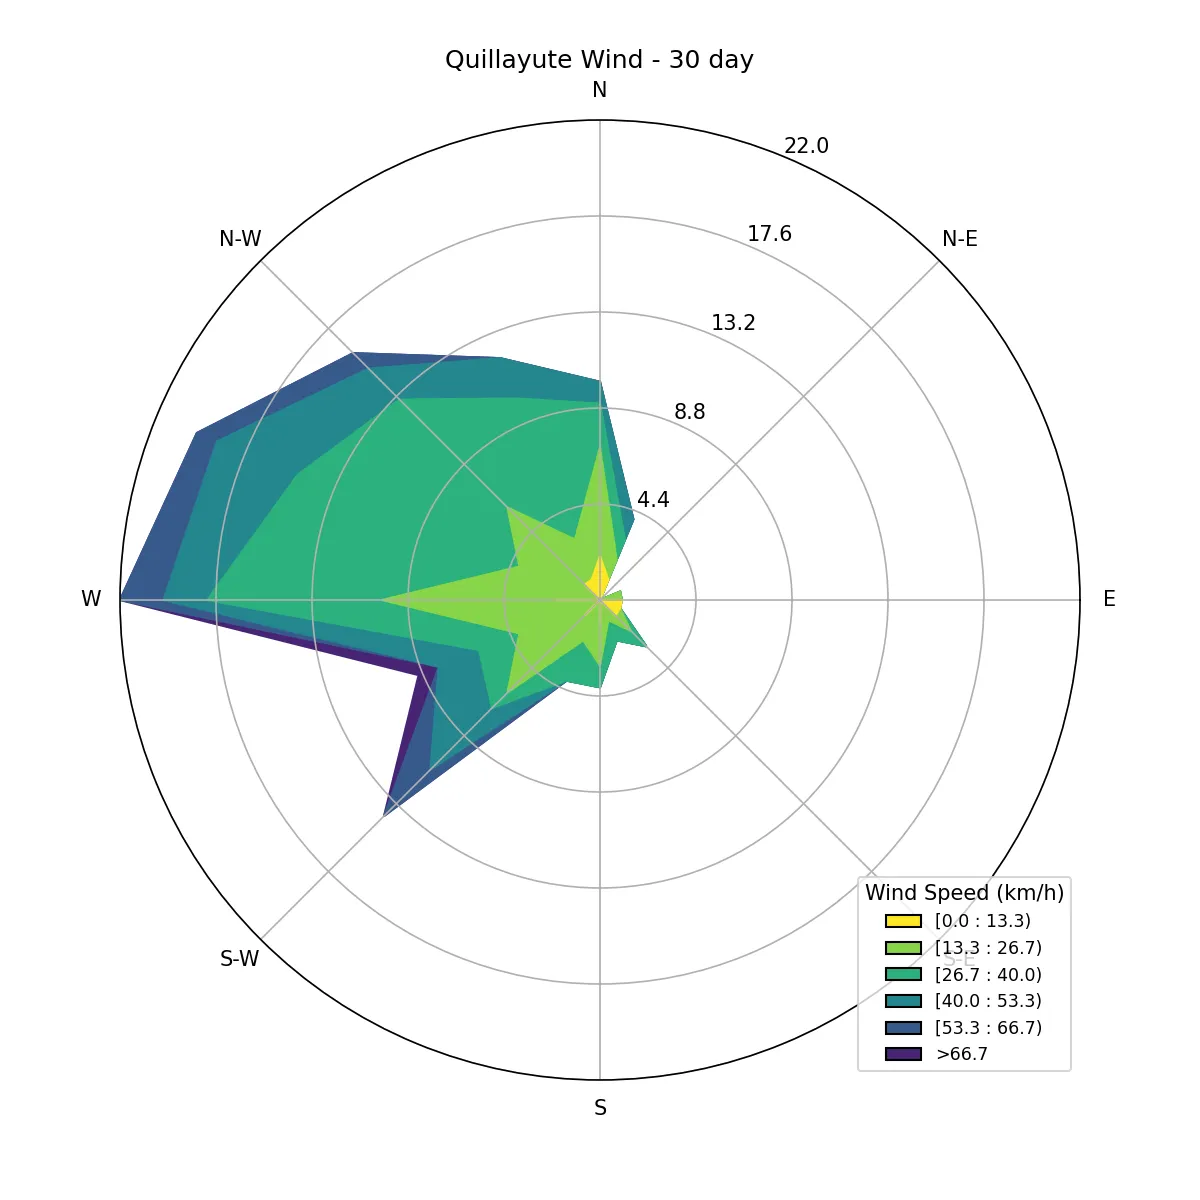 Quillayute Wind - 30 day
N
22.0
N-W
17.6
N-E
13.2
8.8
4.4
W
E
S-W
S-E
Wind Speed (km/h)
[0.0 : 13.3)
[13.3 : 26.7)
[26.7 : 40.0)
[40.0 : 53.3)
[53.3 : 66.7)
>66.7
S